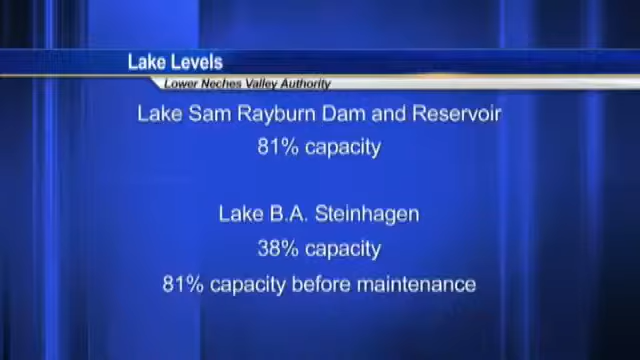 Lake Levels
Lower Neches Valley Authority
Lake Sam Rayburn Dam and Reservoir
81% capacity
Lake B.A. Steinhagen
38% capacity
81% capacity before maintenance